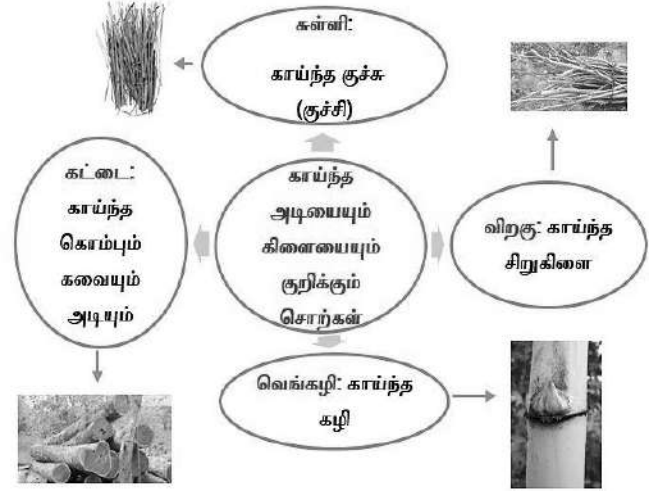 சுள்ளி:
காய்ந்த குச்சு
(குச்சி)
கட்டை:
காய்ந்த
கொம்பும்
கவையும்
அடியும்
காய்ந்த
அடியையும்
கிளையையும்
குறிக்கும்
சொற்கள்
விறகு: காய்ந்த
சிறுகிளை
வெங்கழி: காய்ந்த
கழி